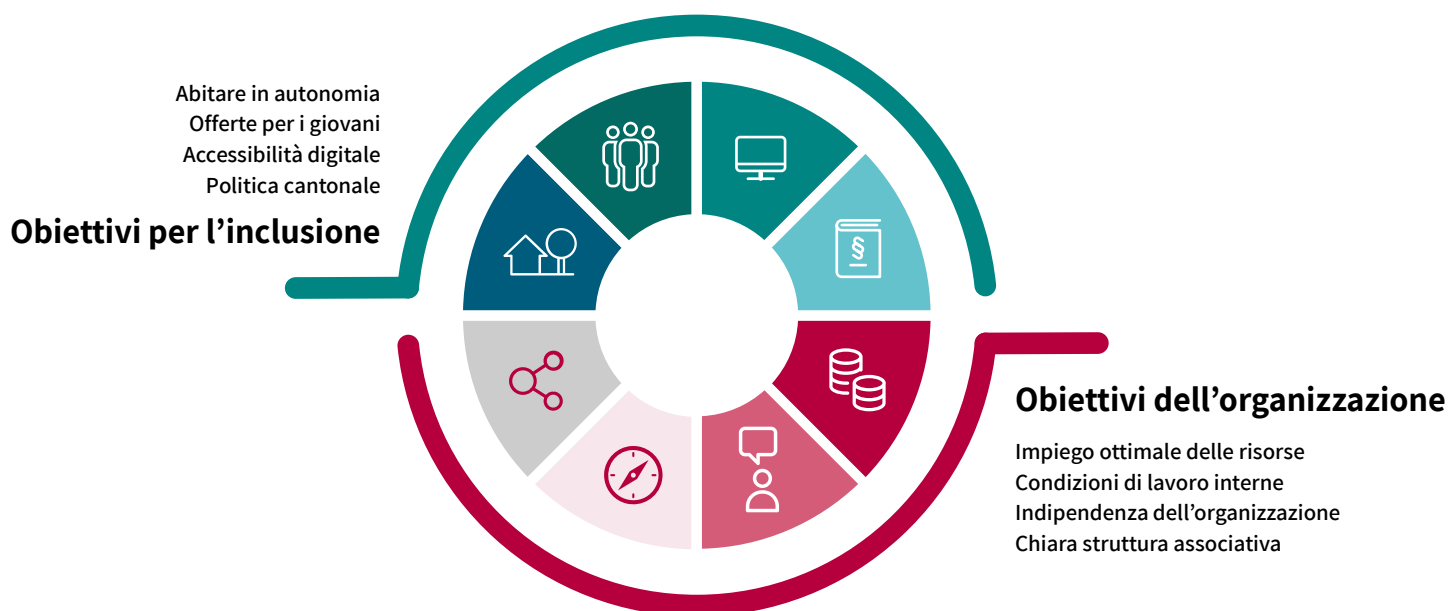 Abitare in autonomia
Offerte per i giovani
Accessibilità digitale
Politica cantonale
Obiettivi per l’inclusione
§
Obiettivi dell’organizzazione
Impiego ottimale delle risorse
Condizioni di lavoro interne
Indipendenza dell’organizzazione
Chiara struttura associativa